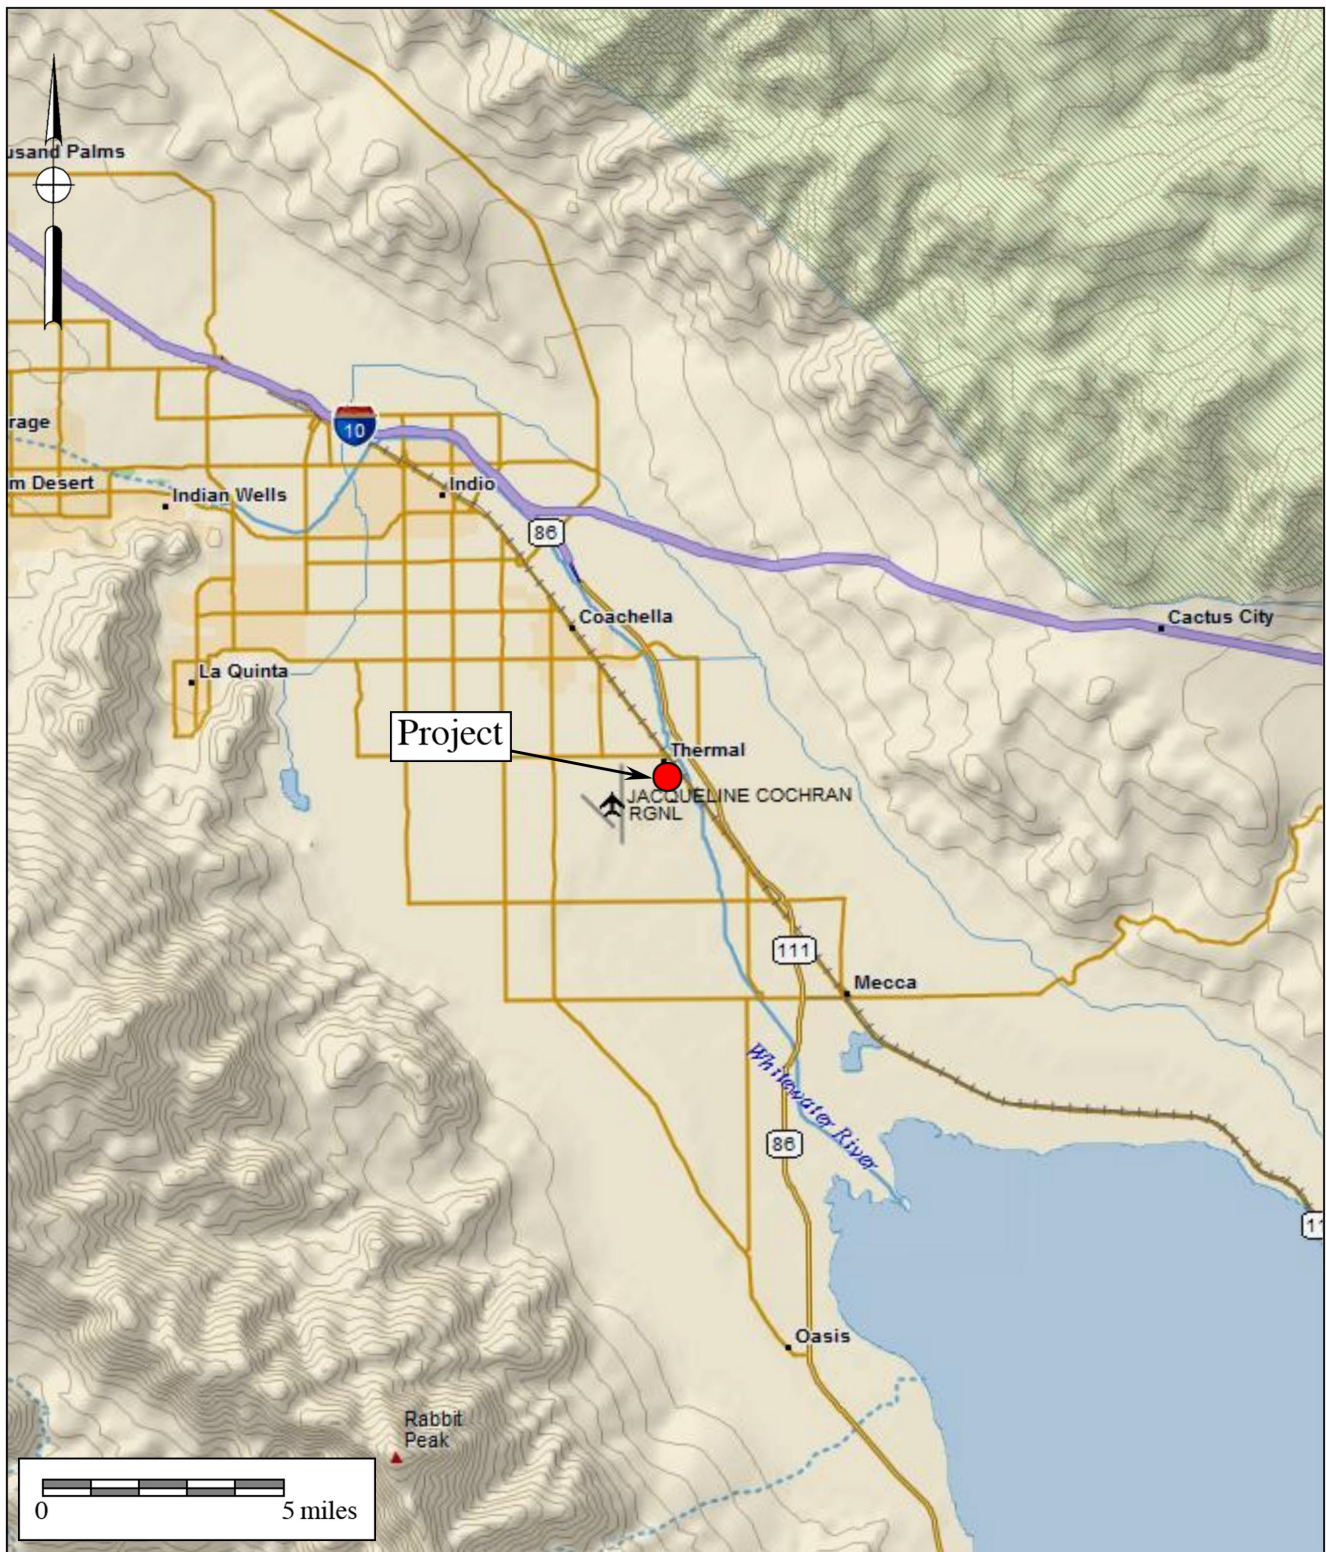 usand Palms
10
rage
m Desert
Indian Wells
Indio
86
Coachella
Cactus City
La Quinta
Project
Thermal
JACQUELINE COCHRAN
RGNL
111
Mecca
Whitewater River
86
11
Oasis
Rabbit
Peak
0 5 miles